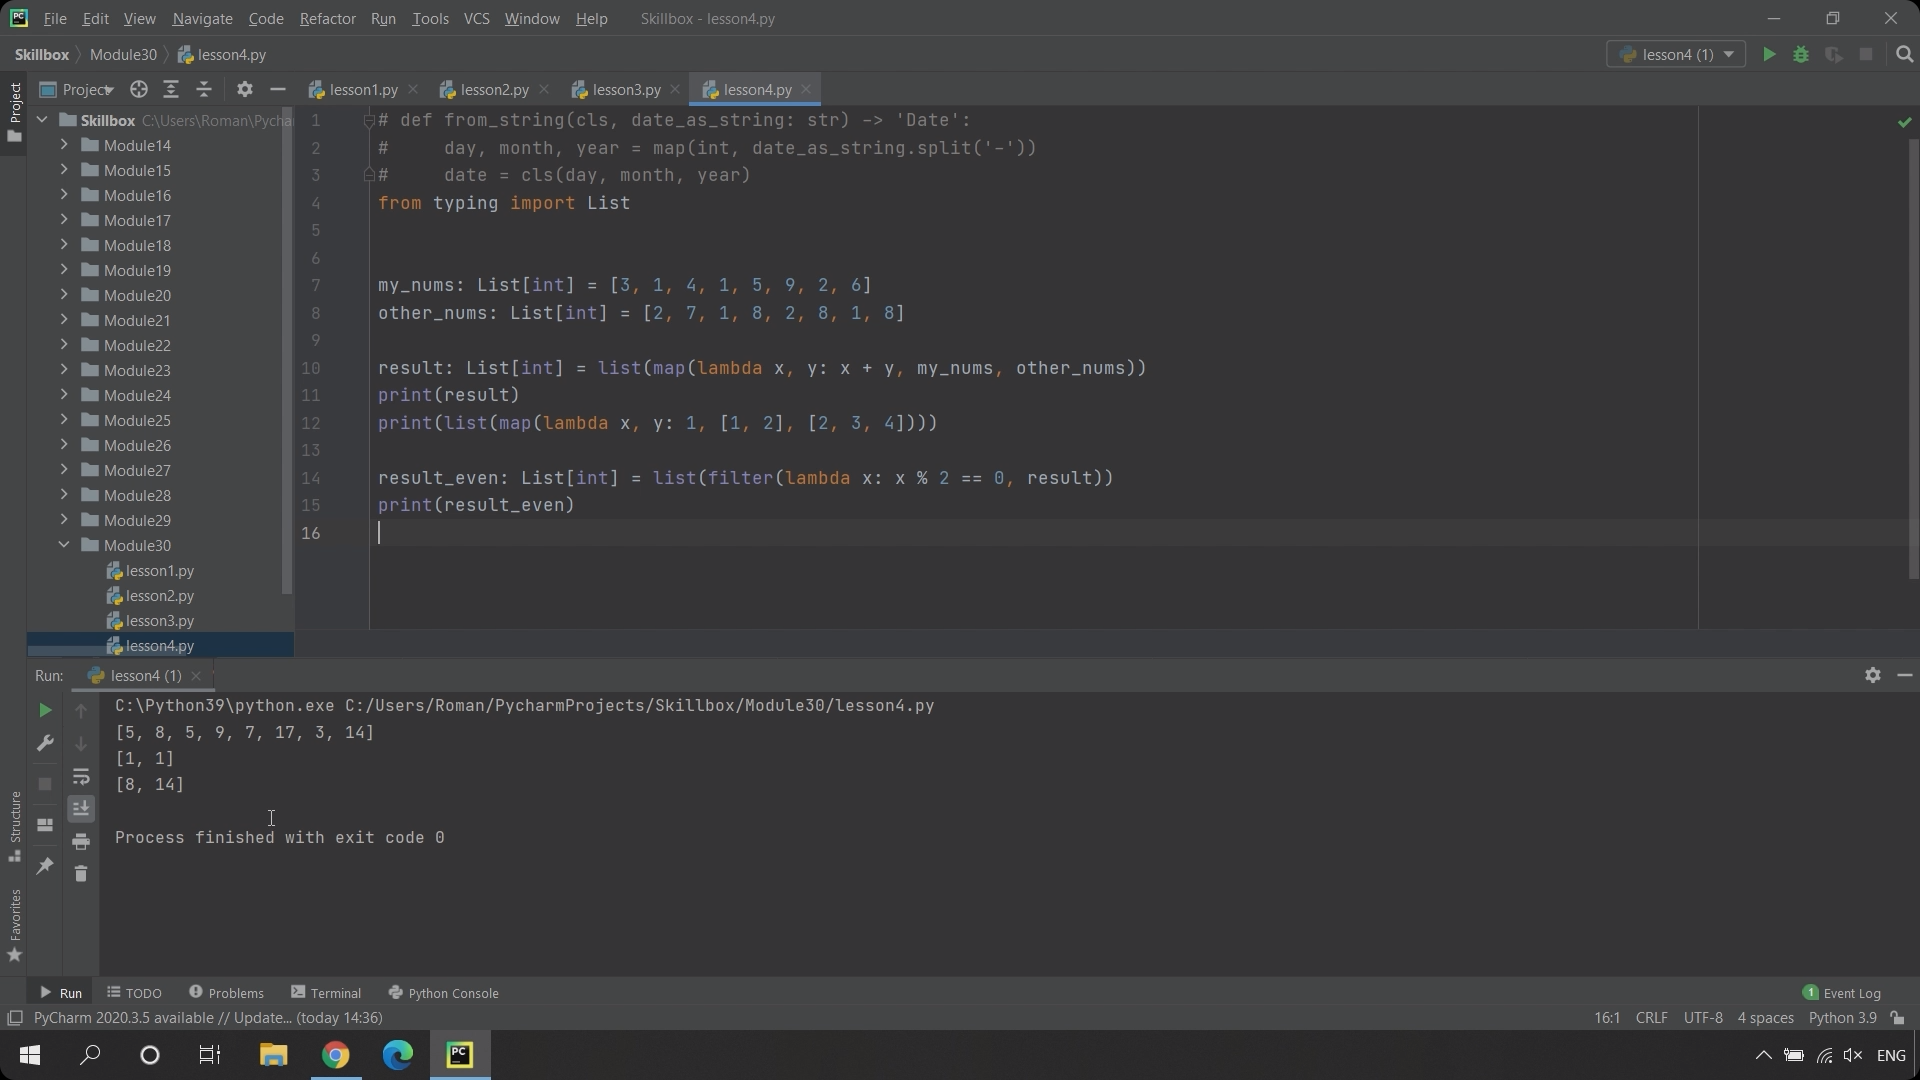 File Edit View Navigate Code Refactor Run Tools VCS Window Help Skillbox - lesson4.py
Skillbox Module30 lesson4.py lesson4 (1)
Project lesson1.py lesson2.py lesson3.py lesson4.py
Project
Skillbox C:\Users\Roman\Pycha
Module14
Module15
Module16
Module17
Module18
Module19
Module20
Module21
Module22
Module23
Module24
Module25
Module26
Module27
Module28
Module29
Module30
lesson1.py
lesson2.py
lesson3.py
lesson4.py
1 # def from_string(cls, date_as_string: str) -> 'Date':
2 #     day, month, year = map(int, date_as_string.split('-'))
3 #     date = cls(day, month, year)
4 from typing import List
5
6
7 my_nums: List[int] = [3, 1, 4, 1, 5, 9, 2, 6]
8 other_nums: List[int] = [2, 7, 1, 8, 2, 8, 1, 8]
9
10 result: List[int] = list(map(lambda x, y: x + y, my_nums, other_nums))
11 print(result)
12 print(list(map(lambda x, y: 1, [1, 2], [2, 3, 4])))
13
14 result_even: List[int] = list(filter(lambda x: x % 2 == 0, result))
15 print(result_even)
16
Run: lesson4 (1)
C:\Python39\python.exe C:/Users/Roman/PycharmProjects/Skillbox/Module30/lesson4.py
[5, 8, 5, 9, 7, 17, 3, 14]
[1, 1]
[8, 14]
Process finished with exit code 0
Structure
Favorites
Run TODO Problems Terminal Python Console 1 Event Log
PyCharm 2020.3.5 available // Update... (today 14:36) 16:1 CRLF UTF-8 4 spaces Python 3.9
PC ENG